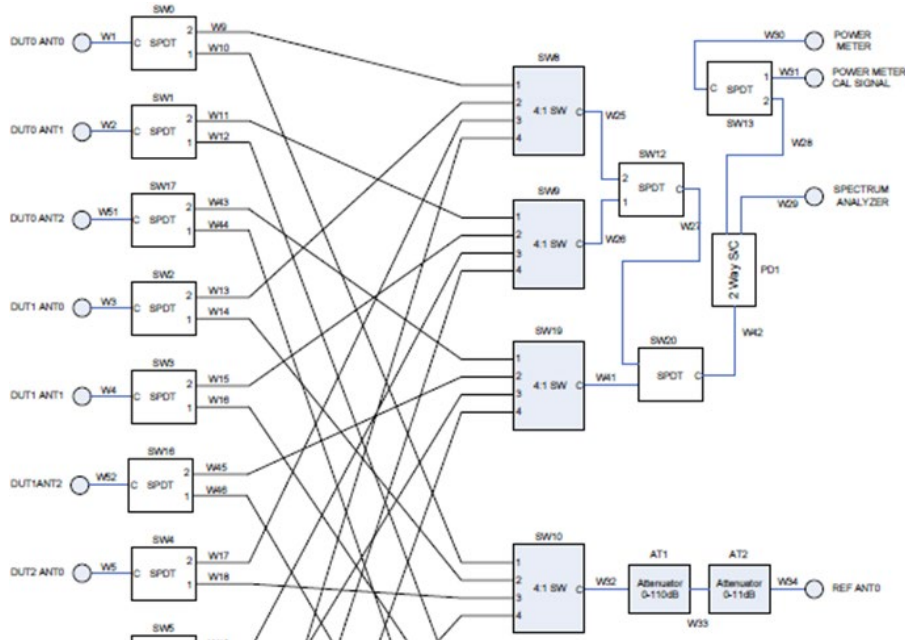 SW0
DUT0 ANT0 W1 C SPDT 2 W9
1 W10
SW1
DUT0 ANT1 W2 C SPDT 2 W11
1 W12
SW17
DUT0 ANT2 W51 C SPDT 2 W43
1 W44
SW2
DUT1 ANT0 W3 C SPDT 2 W13
1 W14
SW3
DUT1 ANT1 W4 C SPDT 2 W15
1 W16
SW16
DUT1ANT2 W52 C SPDT 2 W45
1 W46
SW4
DUT2 ANT0 W5 C SPDT 2 W17
1 W18
SW5
SW8
1
2
3
4
4:1 SW C W25
SW9
1
2
3
4
4:1 SW C W26
SW19
1
2
3
4
4:1 SW C W41
SW10
1
2
3
4
4:1 SW C W32
SW12
2
1
SPDT C W27
SW20
SPDT C W42
2 Way S/C
PD1
W28
W29
SPECTRUM
ANALYZER
C SPDT 1
2
SW13
W30
POWER
METER
W31
POWER METER
CAL SIGNAL
AT1
Attenuator
0-110dB
W33
AT2
Attenuator
0-11dB
W34
REF ANT0